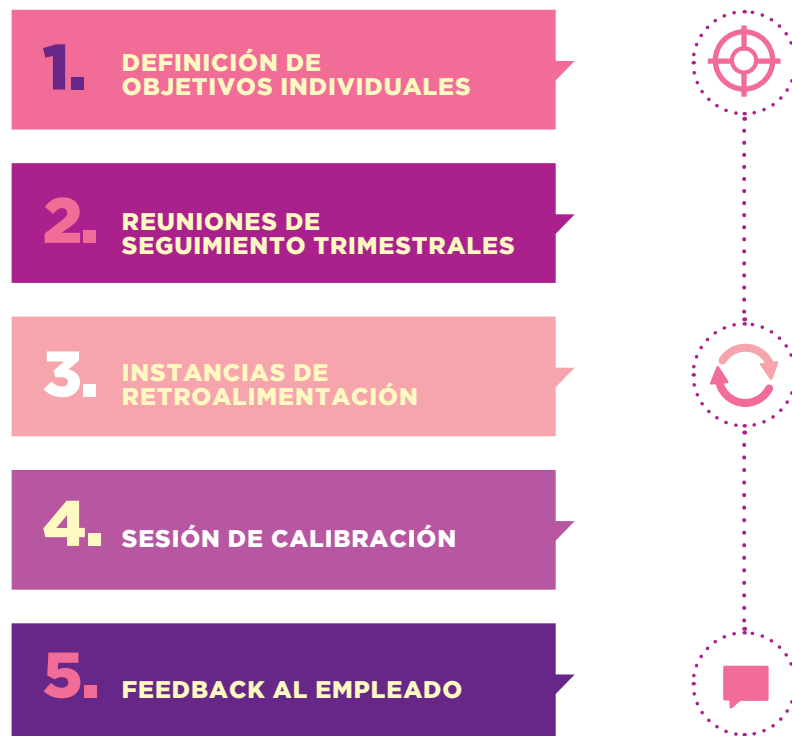 1. DEFINICIÓN DE
OBJETIVOS INDIVIDUALES
2. REUNIONES DE
SEGUIMIENTO TRIMESTRALES
3. INSTANCIAS DE
RETROALIMENTACIÓN
4. SESIÓN DE CALIBRACIÓN
5. FEEDBACK AL EMPLEADO